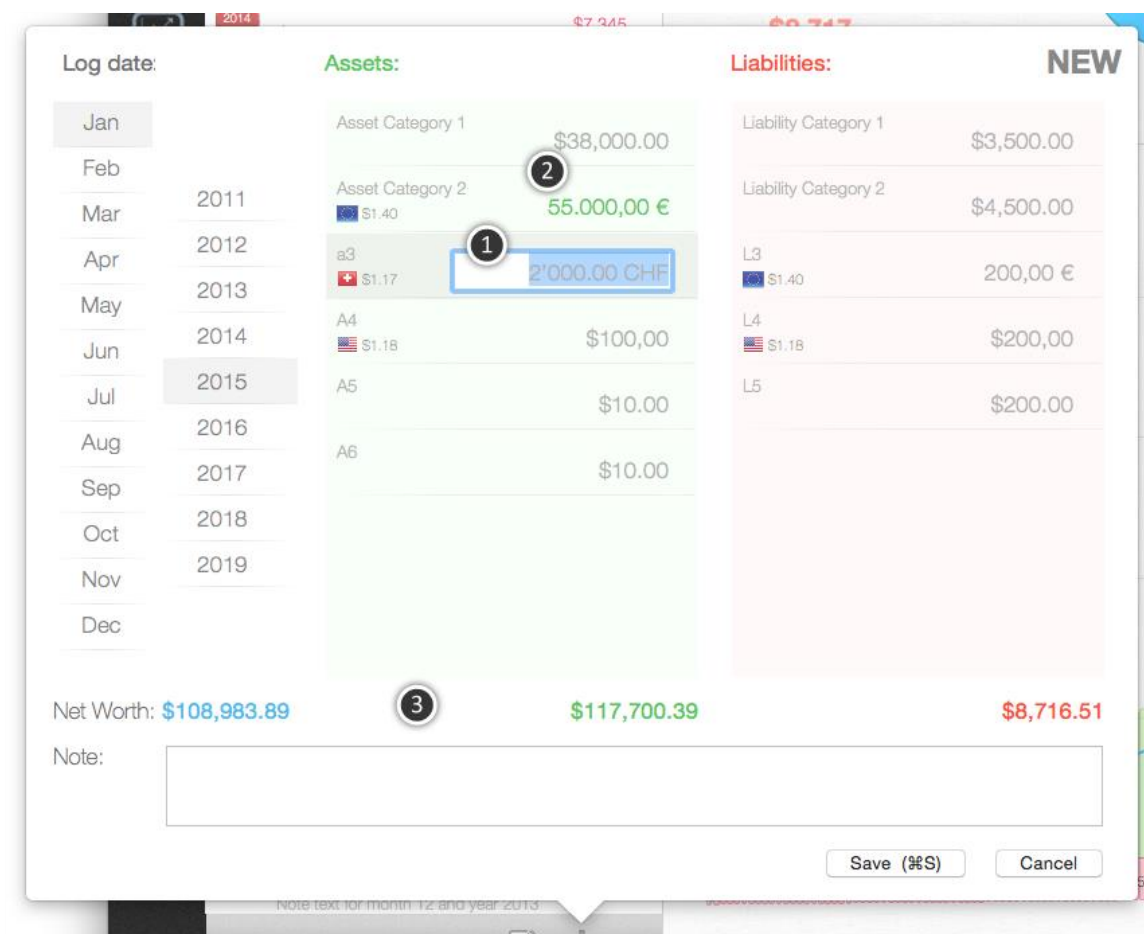 2014
$7,345
$8,717
Log date:
Assets:
Liabilities:
NEW
Jan
Feb
Mar
Apr
May
Jun
Jul
Aug
Sep
Oct
Nov
Dec
2011
2012
2013
2014
2015
2016
2017
2018
2019
Asset Category 1
$38,000.00
2
Asset Category 2
$1.40
55.000,00 €
1
a3
$1.17
2'000.00 CHF
A4
$1.18
$100,00
A5
$10.00
A6
$10.00
Liability Category 1
$3,500.00
Liability Category 2
$4,500.00
L3
$1.40
200,00 €
L4
$1.18
$200,00
L5
$200.00
Net Worth: $108,983.89
3
$117,700.39
$8,716.51
Note:
Save (⌘S)
Cancel
5
Note text for month 12 and year 2013